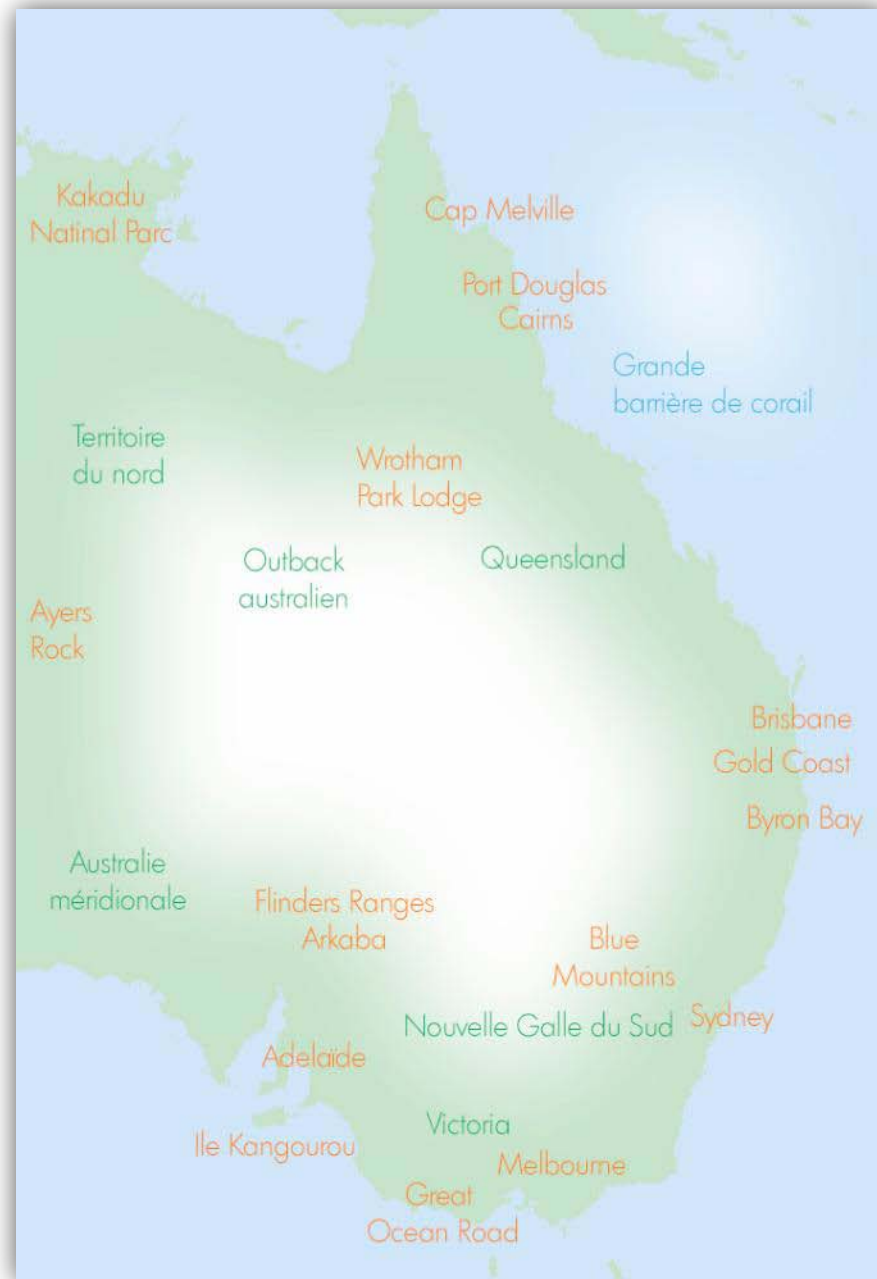 Kakadu
Natinal Parc
Cap Melville
Port Douglas
Cairns
Grande
barrière de corail
Territoire
du nord
Wrotham
Park Lodge
Outback
australien
Queensland
Ayers
Rock
Brisbane
Gold Coast
Byron Bay
Australie
méridionale
Flinders Ranges
Arkaba
Blue
Mountains
Nouvelle Galle du Sud
Sydney
Adelaïde
Victoria
Ile Kangourou
Melbourne
Great
Ocean Road